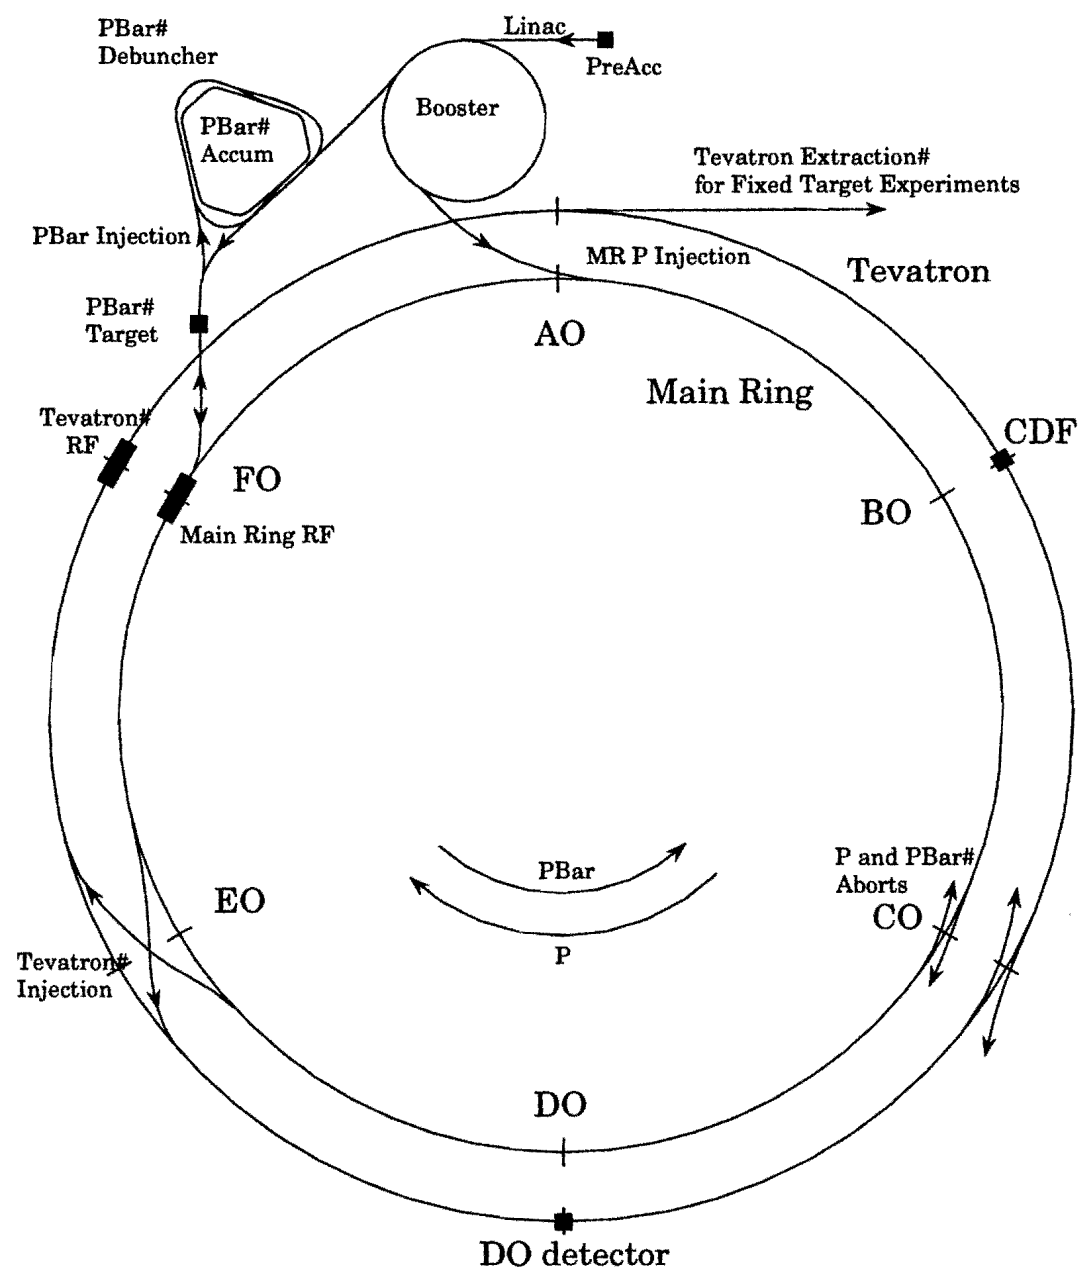 PBar#
Debuncher
Linac
PreAcc
Booster
PBar#
Accum
Tevatron Extraction#
for Fixed Target Experiments
PBar Injection
MR P Injection
Tevatron
PBar#
Target
AO
Main Ring
Tevatron#
RF
CDF
FO
BO
Main Ring RF
P and PBar#
Aborts
PBar
EO
CO
P
Tevatron#
Injection
DO
DO detector